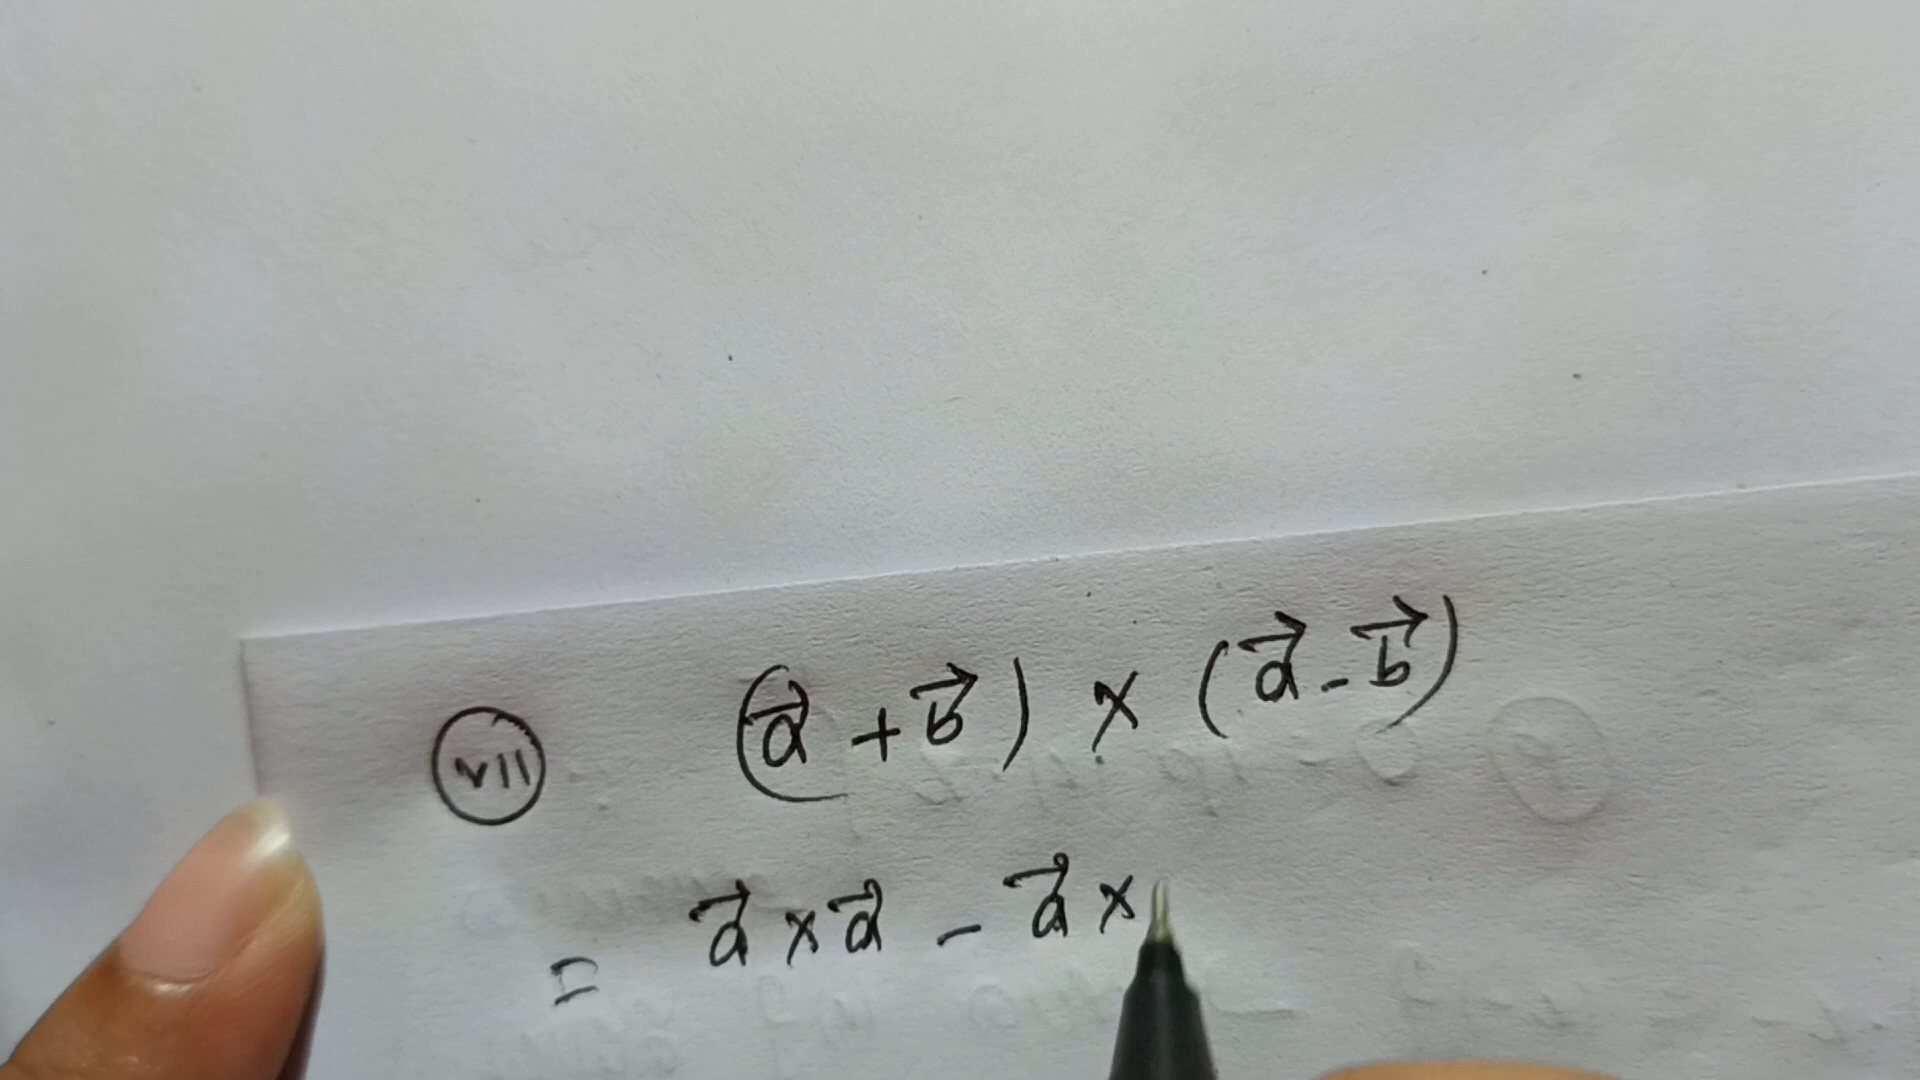 (vii) (a⃗ + b⃗) × (a⃗ - b⃗)
= a⃗ × a⃗ - a⃗ ×